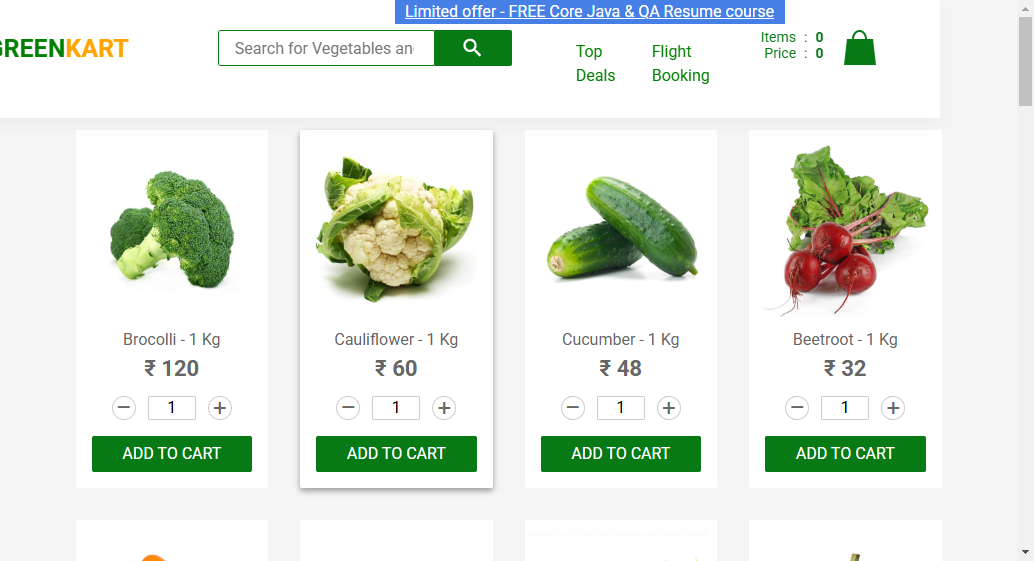 Limited offer - FREE Core Java & QA Resume course
GREENKART
Search for Vegetables an
Top Deals
Flight Booking
Items : 0
Price : 0
Brocolli - 1 Kg
₹ 120
1
ADD TO CART
Cauliflower - 1 Kg
₹ 60
1
ADD TO CART
Cucumber - 1 Kg
₹ 48
1
ADD TO CART
Beetroot - 1 Kg
₹ 32
1
ADD TO CART